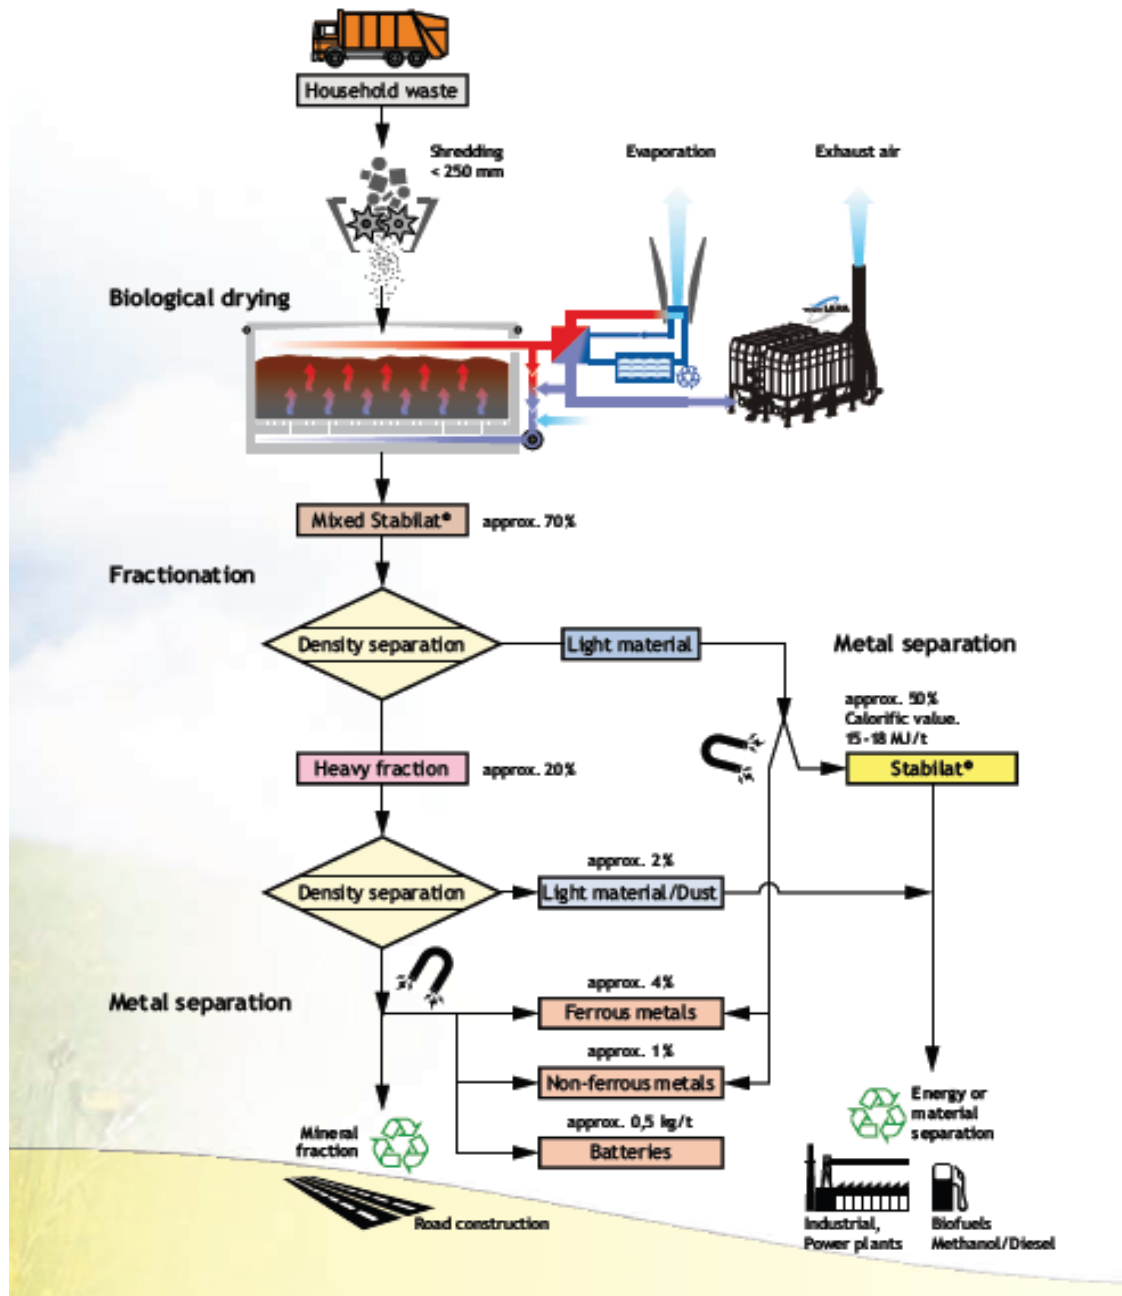 Household waste
Shredding
< 250 mm
Evaporation
Exhaust air
Biological drying
Mixed Stabilat®
approx. 70%
Fractionation
Density separation
Light material
Metal separation
approx. 50%
Calorific value.
15-18 MJ/t
Stabilat®
Heavy fraction
approx. 20%
approx. 2%
Density separation
Light material/Dust
Metal separation
approx. 4%
Ferrous metals
approx. 1%
Non-ferrous metals
approx. 0,5 kg/t
Batteries
Mineral
fraction
Energy or
material
separation
Road construction
Industrial,
Power plants
Biofuels
Methanol/Diesel